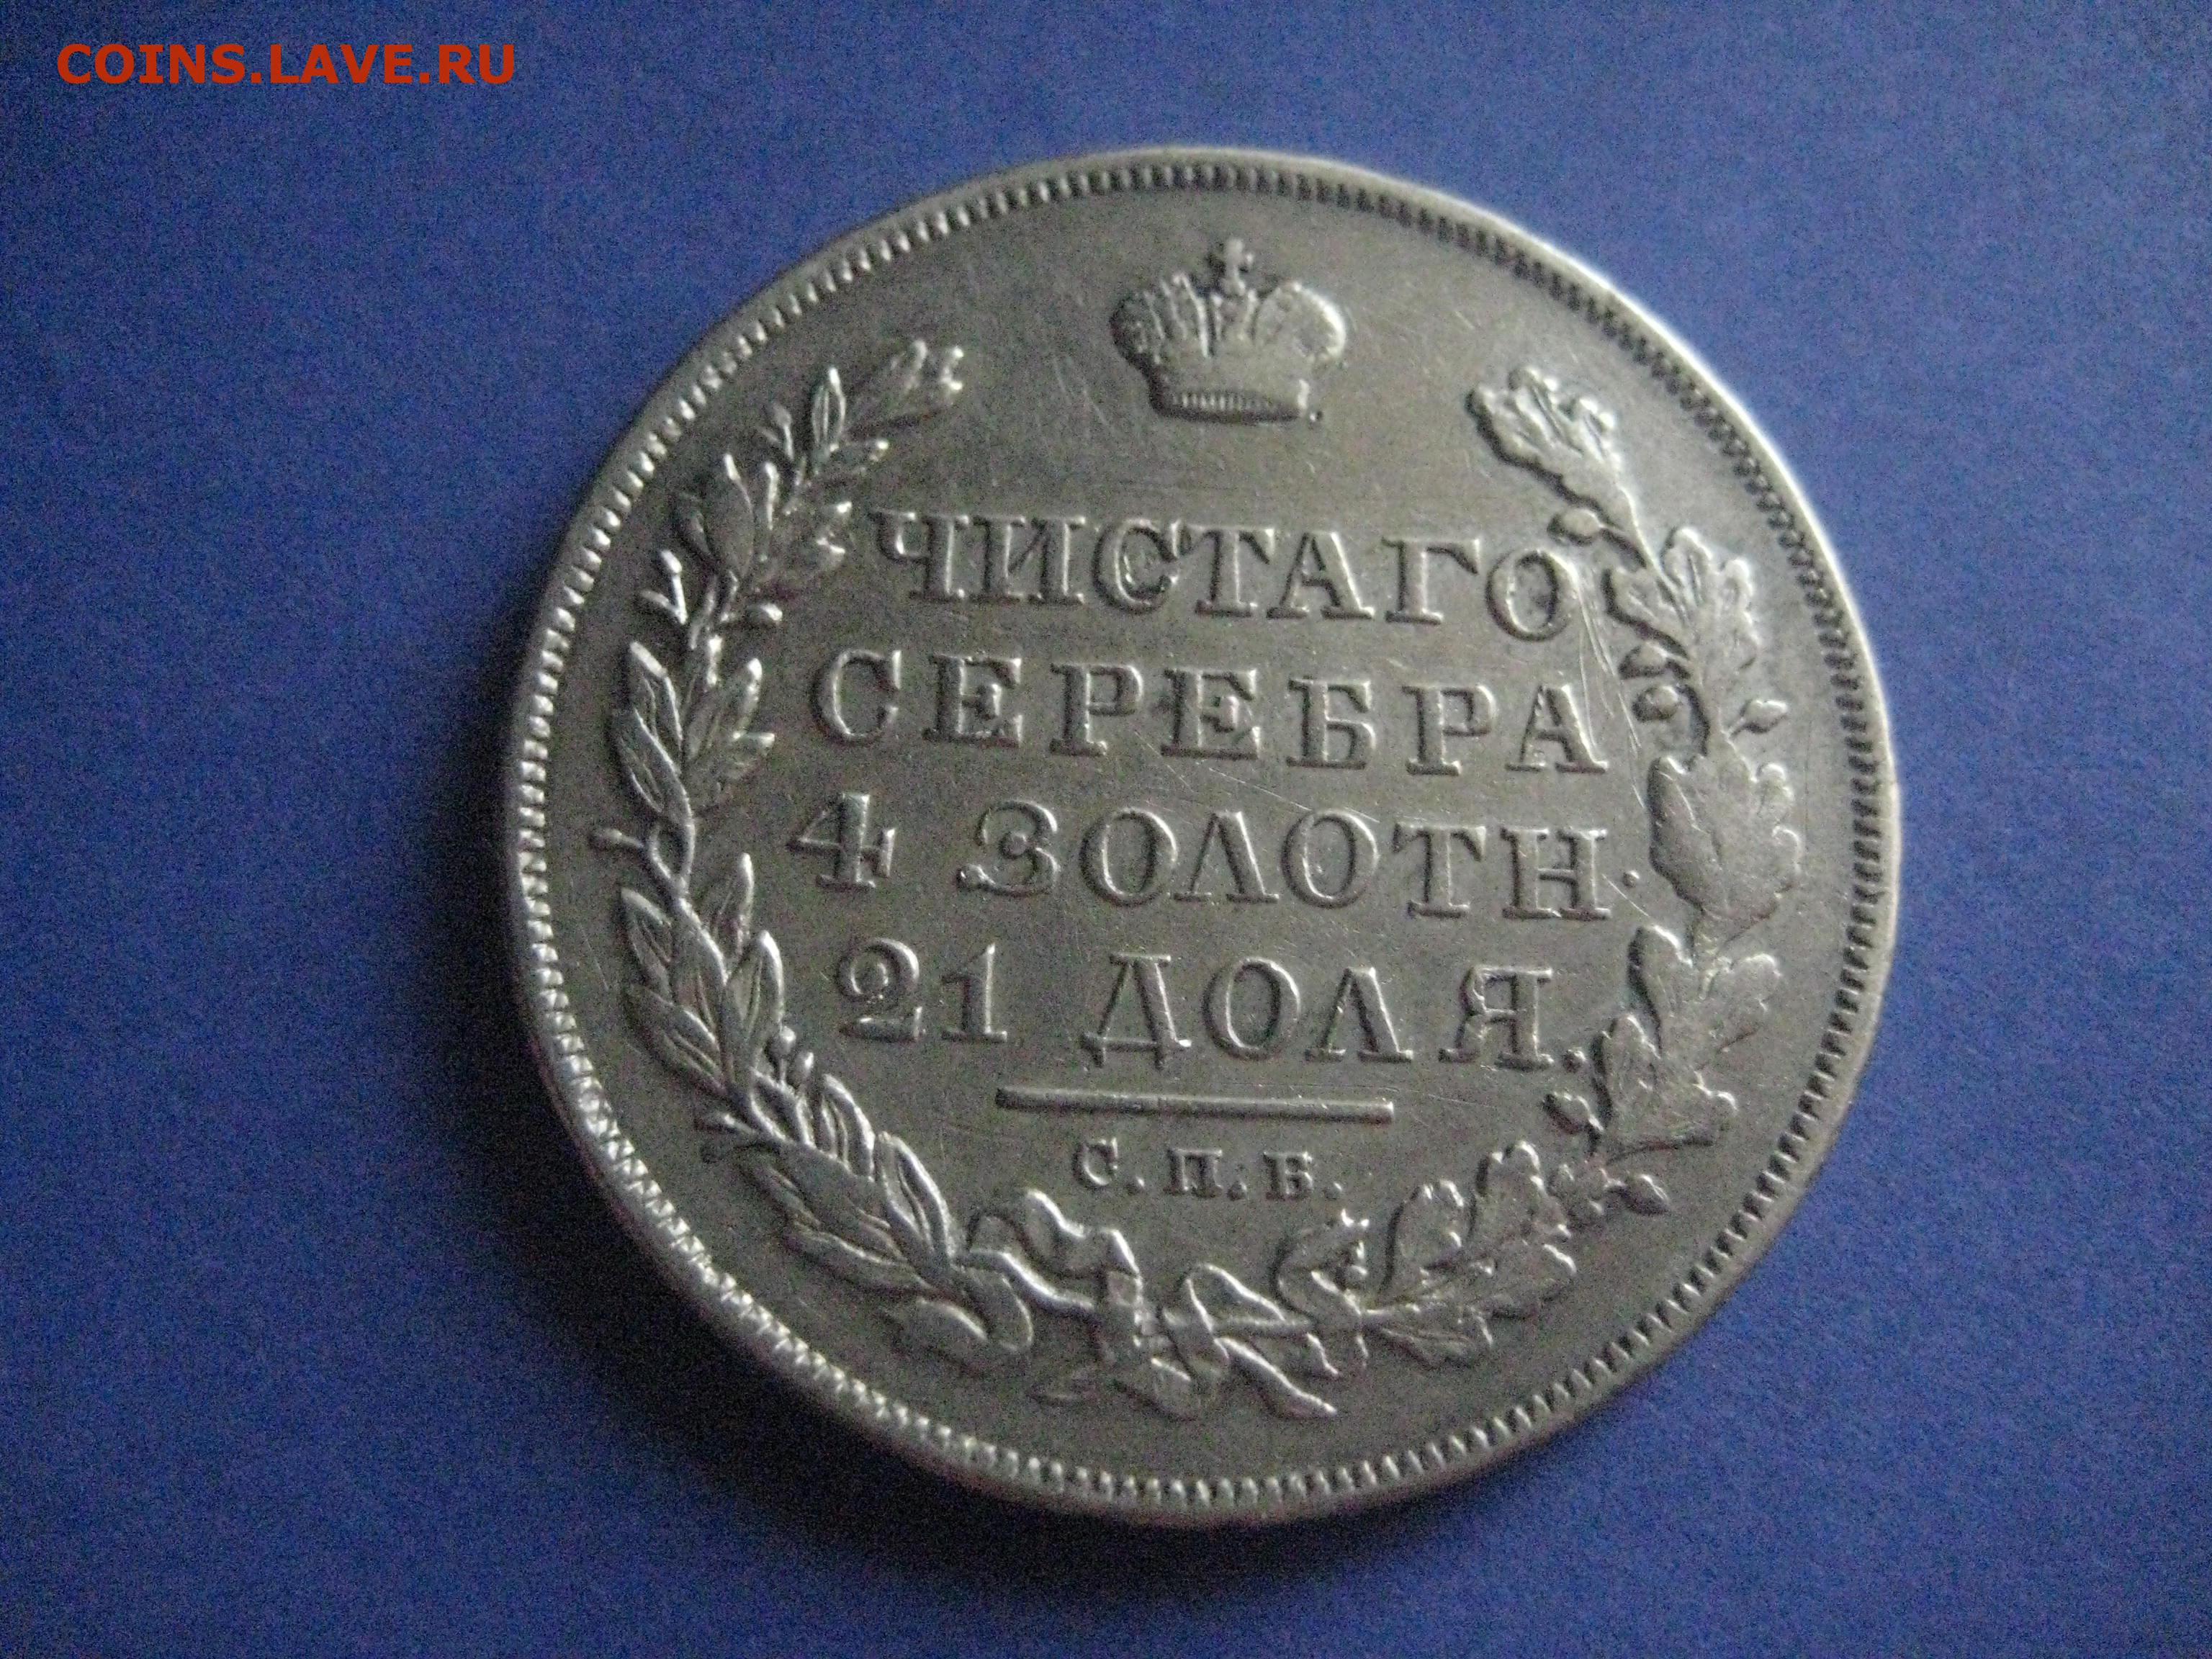 COINS.LAVE.RU
ЧИСТАГО
СЕРЕБРА
4 ЗОЛОТН.
21 ДОЛЯ.
С.П.Б.